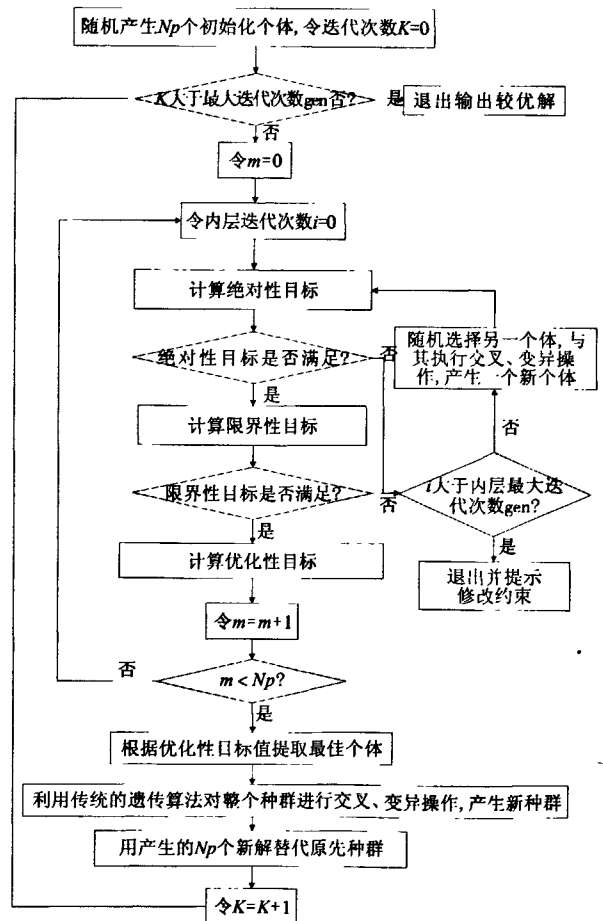 随机产生Np个初始化个体,令迭代次数K=0
K大于最大迭代次数gen否?
是
退出输出较优解
否
令m=0
令内层迭代次数i=0
计算绝对性目标
绝对性目标是否满足?
否
随机选择另一个体,与
其执行交叉、变异操
作,产生一个新个体
是
计算限界性目标
否
限界性目标是否满足?
否
i大于内层最大迭
代次数gen?
是
计算优化性目标
是
退出并提示
修改约束
令m=m+1
否
m<Np?
是
根据优化性目标值提取最佳个体
利用传统的遗传算法对整个种群进行交叉、变异操作,产生新种群
用产生的Np个新解替代原先种群
令K=K+1